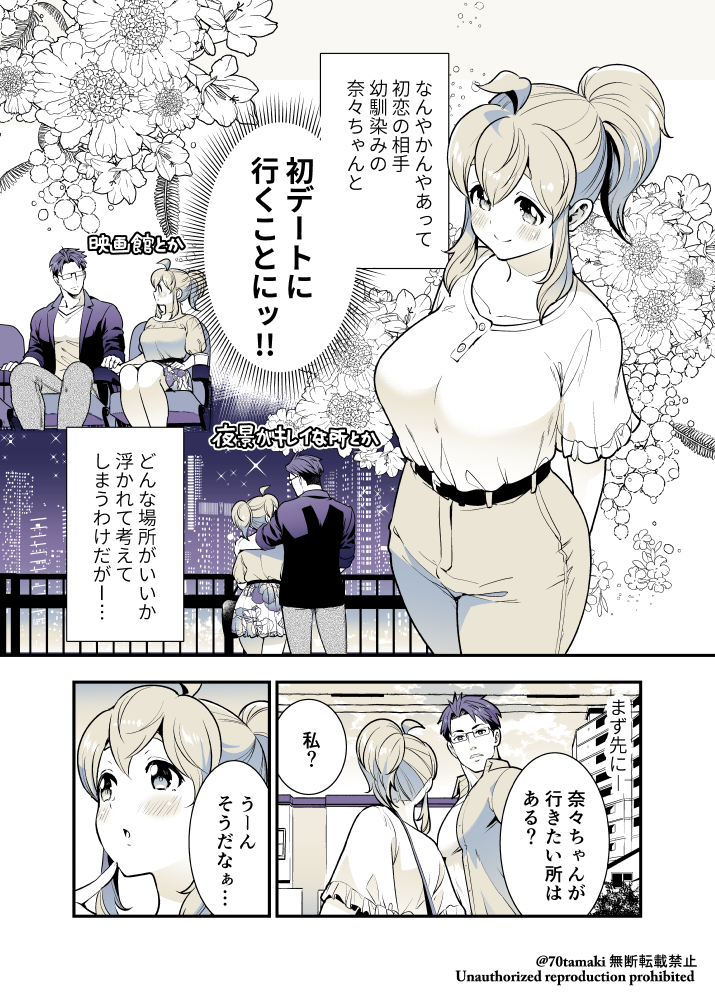 なんやかんやあって
初恋の相手
幼馴染みの
奈々ちゃんと
初デートに
行くことにッ!!
映画館とか
夜景がキレイな所とか
どんな場所がいいか
浮かれて考えて
しまうわけだがー…
まず先に―
奈々ちゃんが
行きたい所は
ある?
私?
うーん
そうだなぁ…
@70tamaki 無断転載禁止
Unauthorized reproduction prohibited